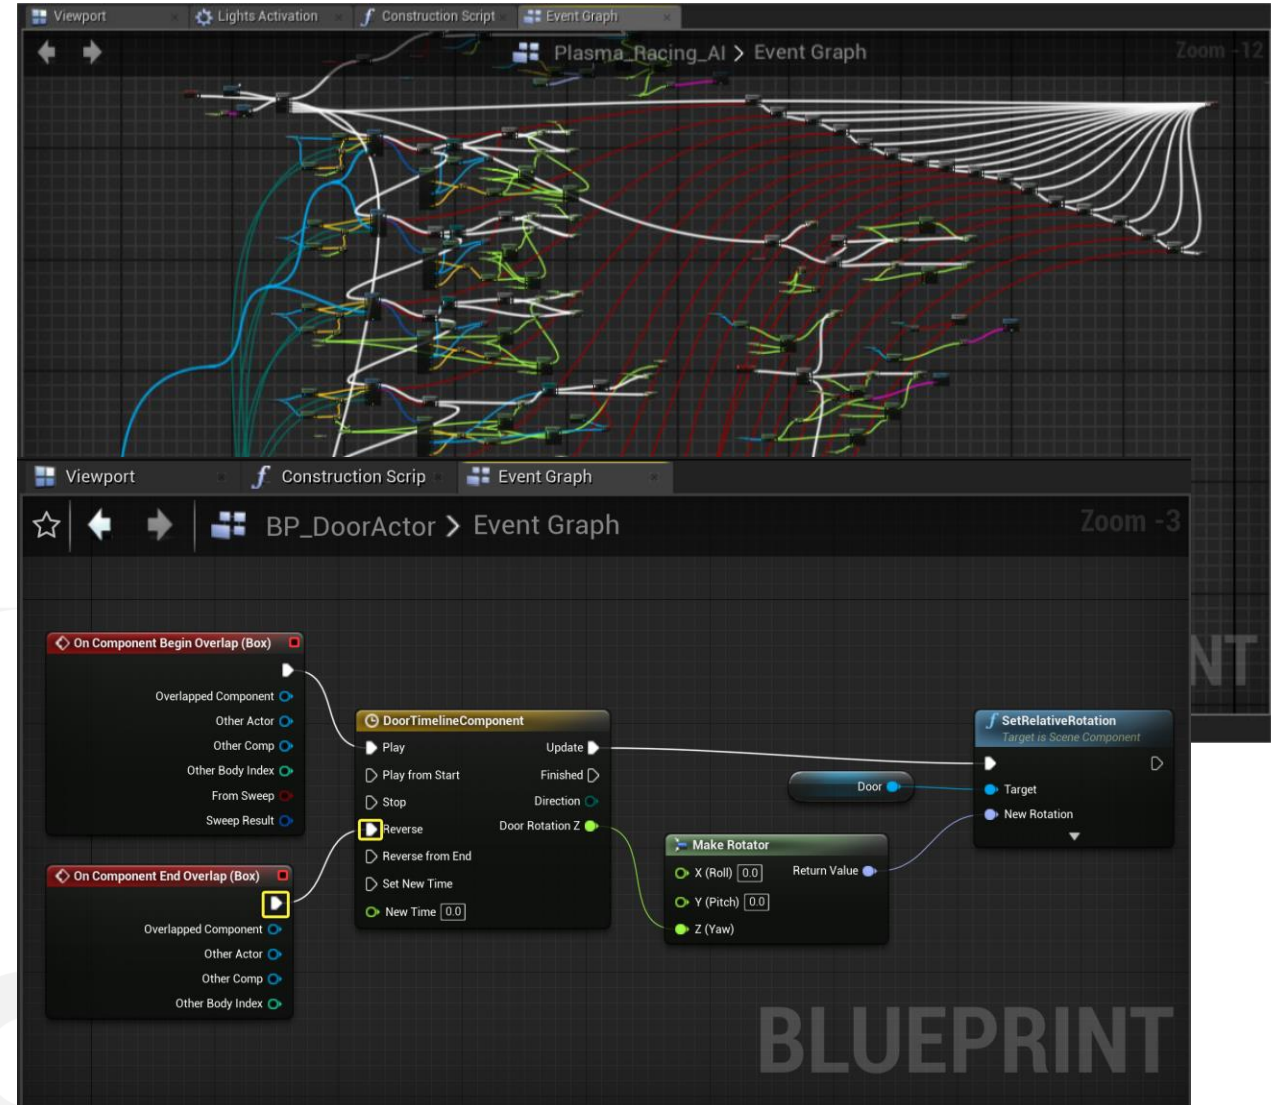 Viewport
Lights Activation
Construction Script
Event Graph
Plasma_Racing_AI > Event Graph
Zoom -12
NT
Viewport
Construction Scrip
Event Graph
BP_DoorActor > Event Graph
Zoom -3
On Component Begin Overlap (Box)
Overlapped Component
Other Actor
Other Comp
Other Body Index
From Sweep
Sweep Result
On Component End Overlap (Box)
Overlapped Component
Other Actor
Other Comp
Other Body Index
DoorTimelineComponent
Play
Update
Play from Start
Finished
Stop
Direction
Reverse
Door Rotation Z
Reverse from End
Set New Time
New Time 0.0
Door
Make Rotator
X (Roll) 0.0
Return Value
Y (Pitch) 0.0
Z (Yaw)
SetRelativeRotation
Target is Scene Component
Target
New Rotation
BLUEPRINT